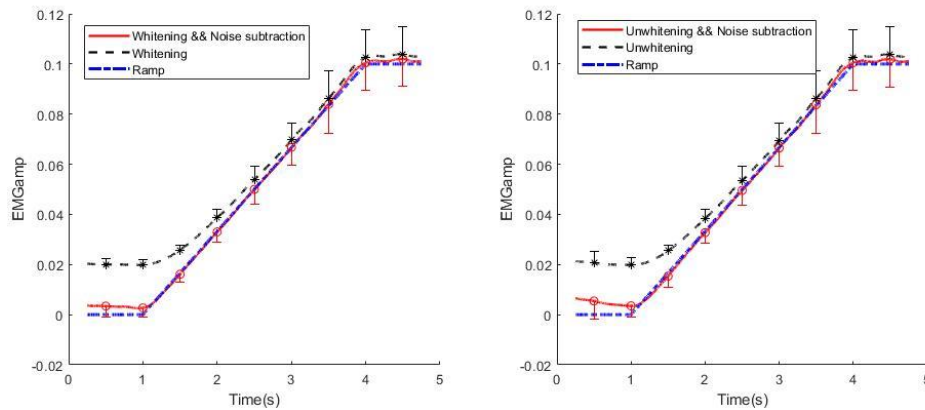 0.12
0.1
0.08
0.06
0.04
0.02
0
-0.02
EMGamp
Whitening && Noise subtraction
Whitening
Ramp
0 1 2 3 4 5
Time(s)
0.12
0.1
0.08
0.06
0.04
0.02
0
-0.02
EMGamp
Unwhitening && Noise subtraction
Unwhitening
Ramp
0 1 2 3 4 5
Time(s)